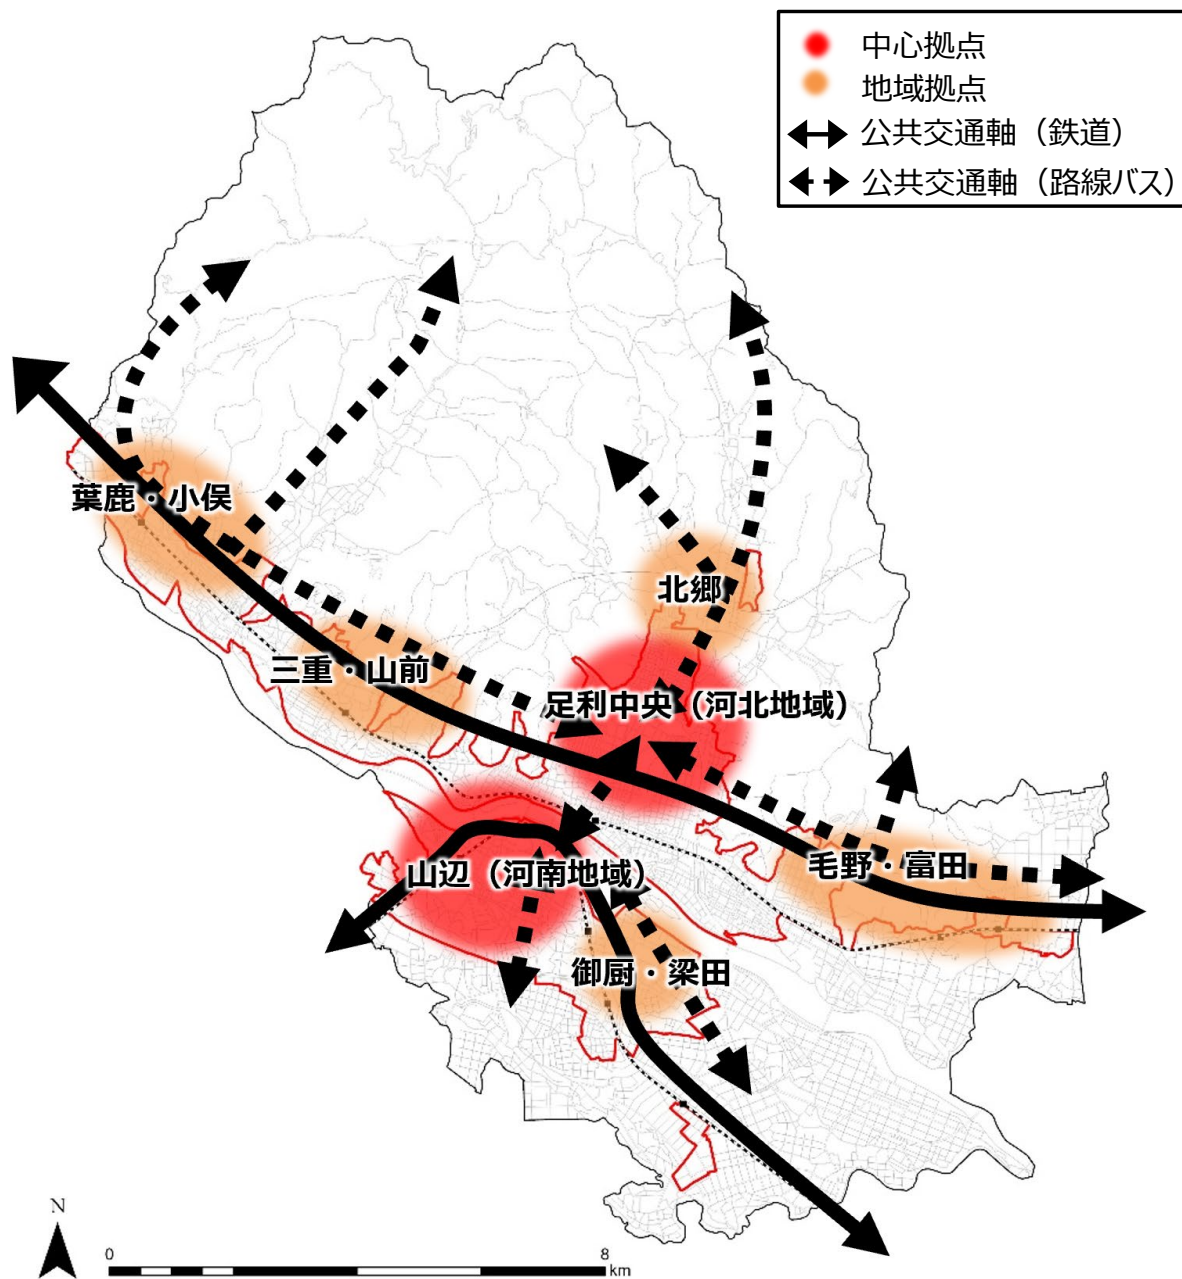 中心拠点
地域拠点
公共交通軸（鉄道）
公共交通軸（路線バス）
葉鹿・小俣
北郷
三重・山前
足利中央（河北地域）
山辺（河南地域）
毛野・富田
御厨・梁田
N
0 8
km